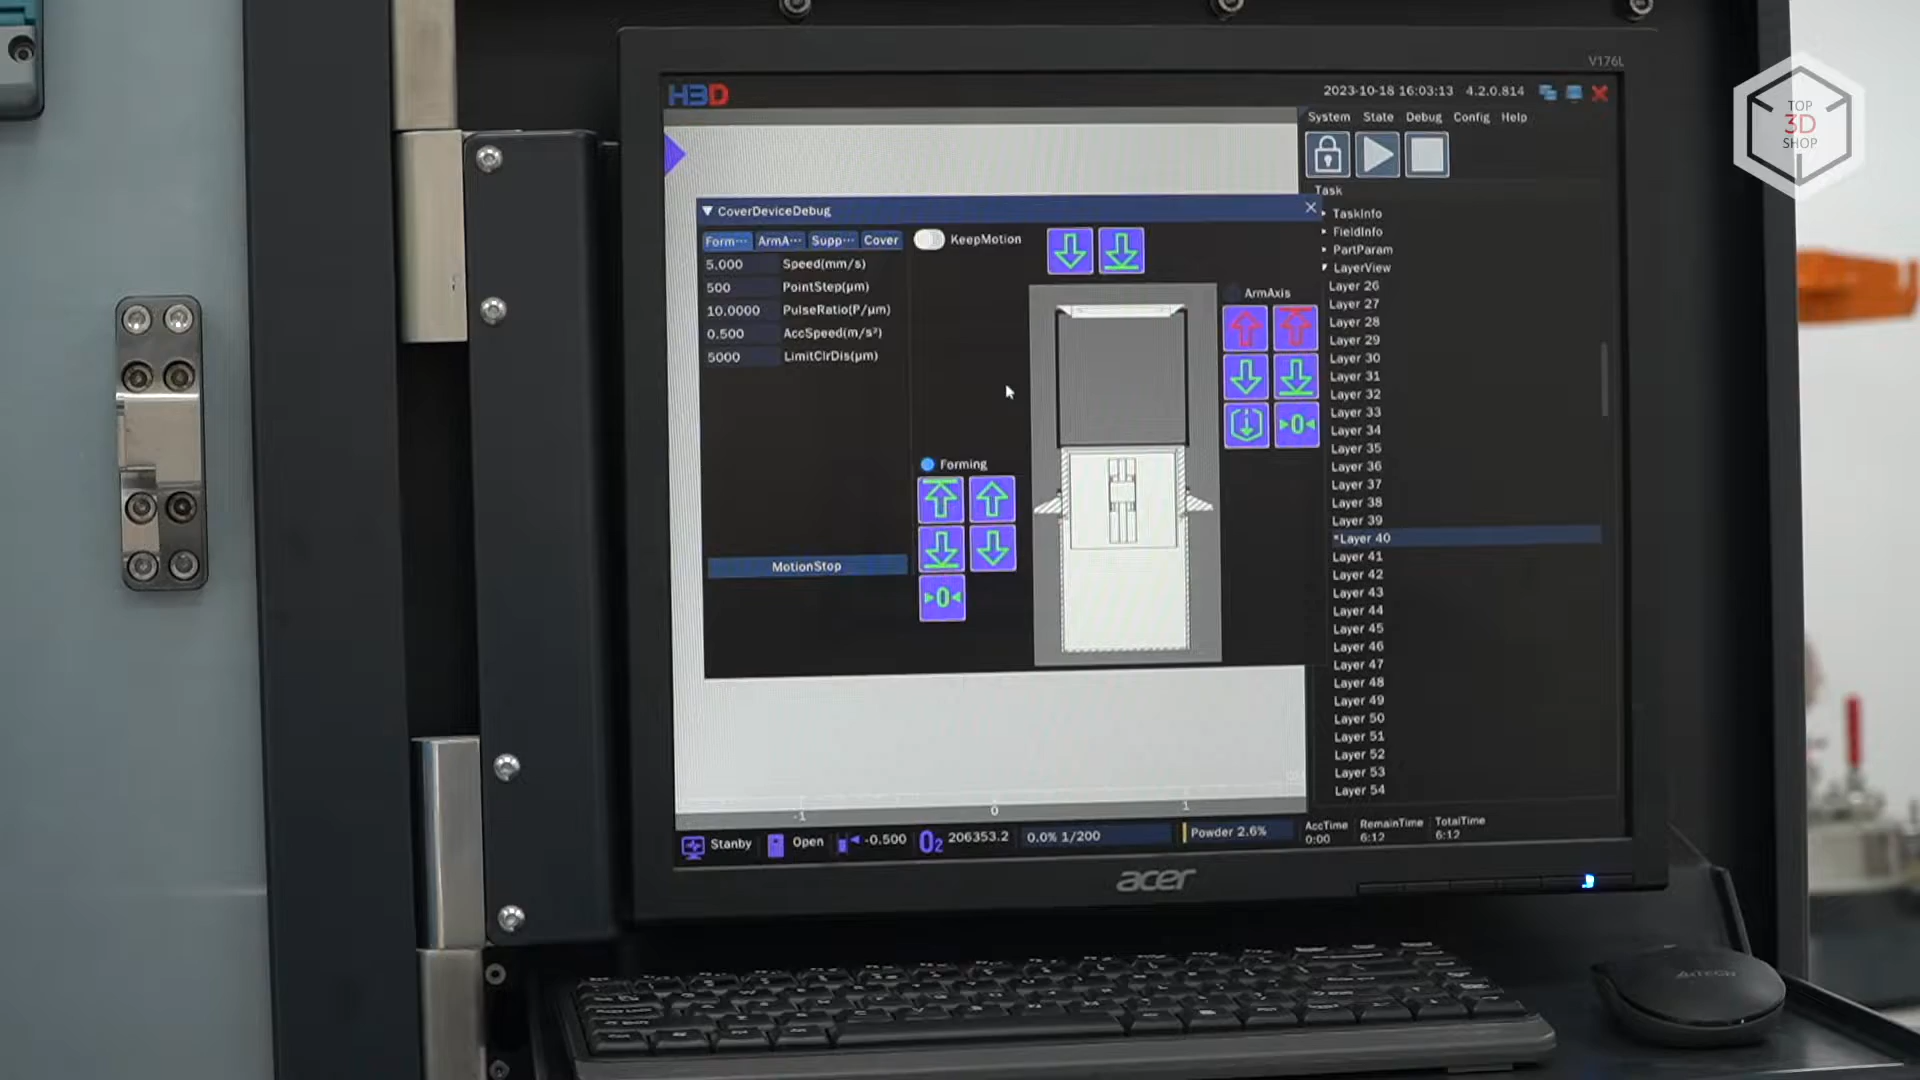 V176L
TOP
3D
SHOP
H3D
2023-10-18 16:03:13 4.2.0.814
System State Debug Config Help
Task
TaskInfo
FieldInfo
PartParam
LayerView
Layer 26
Layer 27
Layer 28
Layer 29
Layer 30
Layer 31
Layer 32
Layer 33
Layer 34
Layer 35
Layer 36
Layer 37
Layer 38
Layer 39
*Layer 40
Layer 41
Layer 42
Layer 43
Layer 44
Layer 45
Layer 46
Layer 47
Layer 48
Layer 49
Layer 50
Layer 51
Layer 52
Layer 53
Layer 54
CoverDeviceDebug
Form··· ArmA··· Supp··· Cover
KeepMotion
5.000 Speed(mm/s)
500 PointStep(μm)
10.0000 PulseRatio(P/μm)
0.500 AccSpeed(m/s²)
5000 LimitClrDis(μm)
MotionStop
Forming
0
ArmAxis
0
-1 0 1
Stanby Open -0.500 O2 206353.2 0.0% 1/200 Powder 2.6%
AccTime RemainTime TotalTime
0:00 6:12 6:12
acer
A4TECH